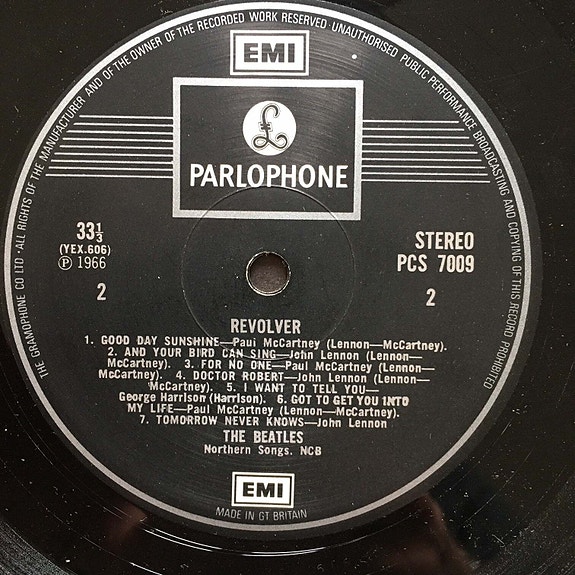 THE GRAMOPHONE CO LTD · ALL RIGHTS OF THE MANUFACTURER AND OF THE OWNER OF THE RECORDED WORK RESERVED · UNAUTHORISED PUBLIC PERFORMANCE BROADCASTING AND COPYING OF THIS RECORD PROHIBITED
EMI
£
PARLOPHONE
33⅓
(YEX.606)
Ⓟ 1966
2
STEREO
PCS 7009
2
REVOLVER
1. GOOD DAY SUNSHINE—Paul McCartney (Lennon—McCartney).
2. AND YOUR BIRD CAN SING—John Lennon (Lennon—
McCartney). 3. FOR NO ONE—Paul McCartney (Lennon—
McCartney). 4. DOCTOR ROBERT—John Lennon (Lennon—
McCartney). 5. I WANT TO TELL YOU—
George Harrison (Harrison). 6. GOT TO GET YOU INTO
MY LIFE—Paul McCartney (Lennon—McCartney).
7. TOMORROW NEVER KNOWS—John Lennon
THE BEATLES
Northern Songs. NCB
EMI
MADE IN GT BRITAIN